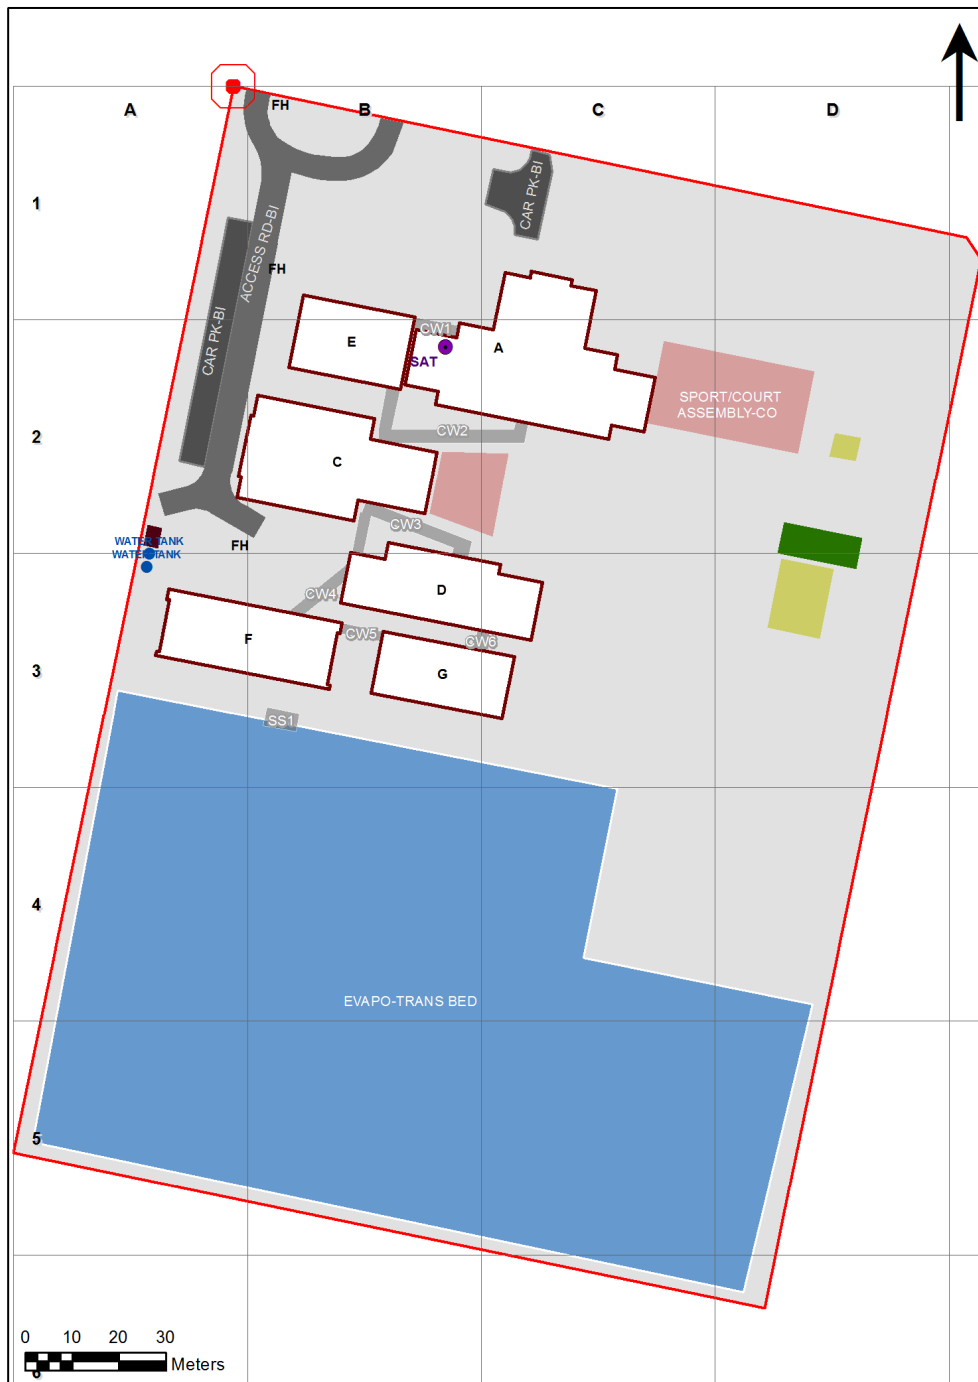 A
FH
B
C
D
1
CAR PK-BI
ACCESS RD-BI
FH
CW1
E
A
CAR PK-BI
SAT
SPORT/COURT
ASSEMBLY-CO
2
CW2
C
CW3
WATER TANK
FH
WATER TANK
D
CW4
CW5
F
CW6
3
G
SS1
4
EVAPO-TRANS BED
5
0 10 20 30
Meters
6